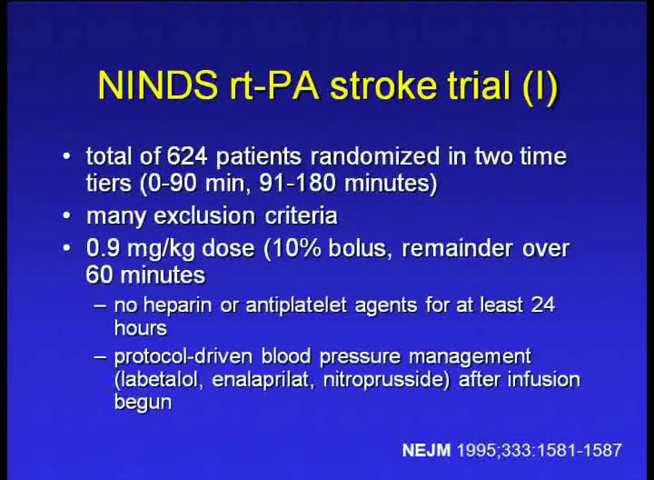 NINDS rt-PA stroke trial (I)
• total of 624 patients randomized in two time
tiers (0-90 min, 91-180 minutes)
• many exclusion criteria
• 0.9 mg/kg dose (10% bolus, remainder over
60 minutes
– no heparin or antiplatelet agents for at least 24
hours
– protocol-driven blood pressure management
(labetalol, enalaprilat, nitroprusside) after infusion
begun
NEJM 1995;333:1581-1587